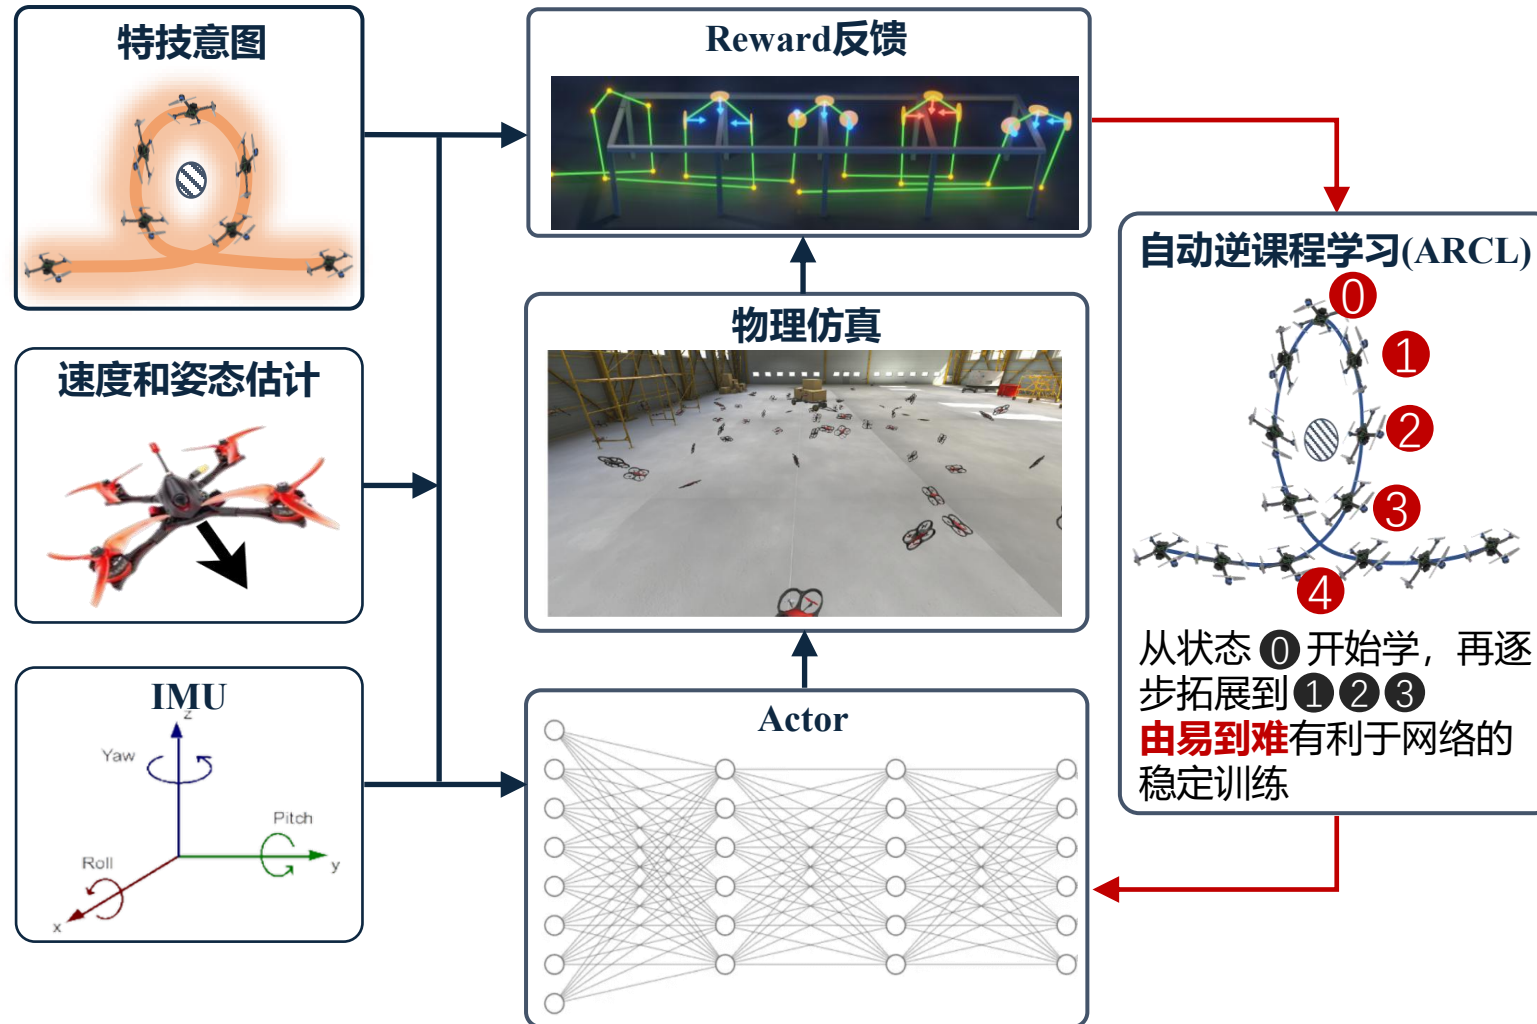 特技意图
Reward反馈
自动逆课程学习(ARCL)
0
1
2
3
4
从状态 0 开始学，再逐
步拓展到 1 2 3
由易到难有利于网络的
稳定训练
物理仿真
速度和姿态估计
IMU
z
Yaw
Pitch
y
Roll
x
Actor